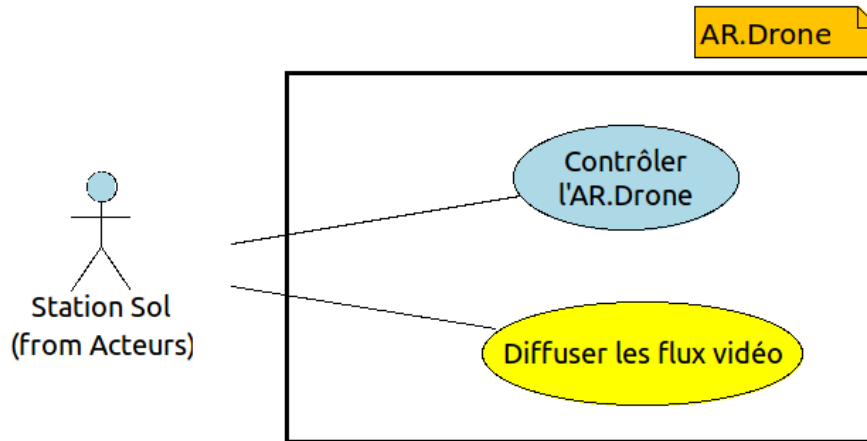 AR.Drone
Contrôler
l'AR.Drone
Station Sol
(from Acteurs)
Diffuser les flux vidéo